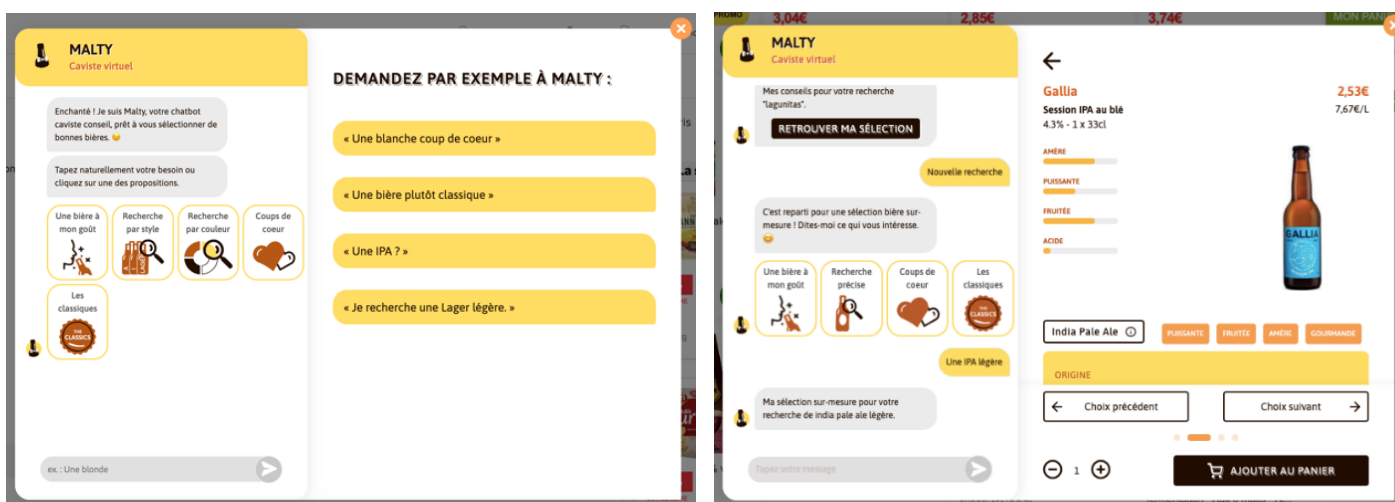 MALTY
Caviste virtuel
Enchanté ! Je suis Malty, votre chatbot
caviste conseil, prêt à vous sélectionner de
bonnes bières.
Tapez naturellement votre besoin ou
cliquez sur une des propositions.
Une bière à
mon goût
Recherche
par style
Recherche
par couleur
Coups de
coeur
Les
classiques
THE
CLASSICS
ex. : Une blonde
DEMANDEZ PAR EXEMPLE À MALTY :
« Une blanche coup de coeur »
« Une bière plutôt classique »
« Une IPA ? »
« Je recherche une Lager légère. »
PROMO
3,04€
2,85€
3,74€
MON PANI
MALTY
Caviste virtuel
Mes conseils pour votre recherche
"lagunitas".
RETROUVER MA SÉLECTION
Nouvelle recherche
C'est reparti pour une sélection bière sur-
mesure ! Dites-moi ce qui vous intéresse.
Une bière à
mon goût
Recherche
précise
Coups de
coeur
Les
classiques
THE
CLASSICS
Une IPA légère
Ma sélection sur-mesure pour votre
recherche de india pale ale légère.
Tapez votre message
Gallia
2,53€
Session IPA au blé
7,67€/L
4.3% - 1 x 33cl
AMÈRE
PUISSANTE
FRUITÉE
ACIDE
GALLIA
India Pale Ale
PUISSANTE
FRUITÉE
AMÈRE
GOURMANDE
ORIGINE
Choix précédent
Choix suivant
1
AJOUTER AU PANIER